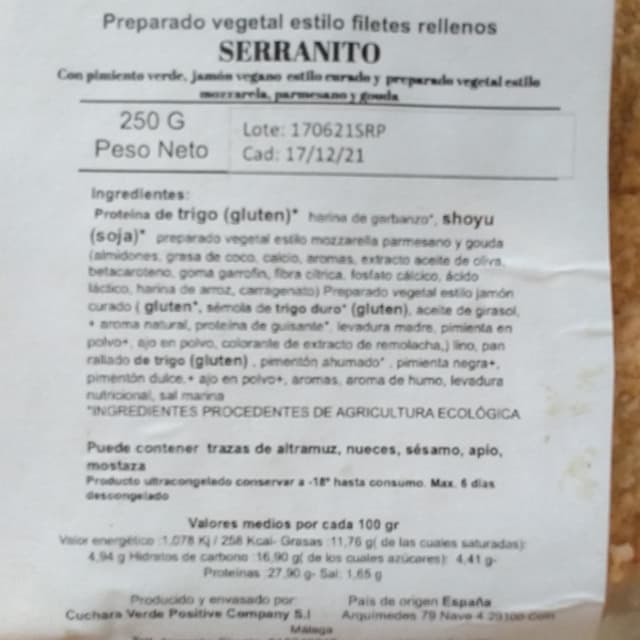 Preparado vegetal estilo filetes rellenos
SERRANITO
Con pimiento verde, jamón vegano estilo curado y preparado vegetal estilo
mozzarela, parmesano y gouda
250 G
Peso Neto
Lote: 170621SRP
Cad: 17/12/21
Ingredientes:
Proteína de trigo (gluten)* harina de garbanzo*, shoyu
(soja)* preparado vegetal estilo mozzarella parmesano y gouda
(almidones, grasa de coco, calcio, aromas, extracto aceite de oliva,
betacaroteno, goma garrofín, fibra cítrica, fosfato cálcico, ácido
láctico, harina de arroz, carragenato) Preparado vegetal estilo jamón
curado ( gluten*, sémola de trigo duro* (gluten), aceite de girasol,
+ aroma natural, proteína de guisante*, levadura madre, pimienta en
polvo+, ajo en polvo, colorante de extracto de remolacha,) lino, pan
rallado de trigo (gluten) , pimentón ahumado* , pimienta negra+,
pimentón dulce,+ ajo en polvo+, aromas, aroma de humo, levadura
nutricional, sal marina
*INGREDIENTES PROCEDENTES DE AGRICULTURA ECOLÓGICA
Puede contener trazas de altramuz, nueces, sésamo, apio,
mostaza
Producto ultracongelado conservar a -18º hasta consumo. Max. 6 dias
descongelado
Valores medios por cada 100 gr
Valor energético :1,078 Kj / 258 Kcal- Grasas :11,76 g( de las cuales saturadas):
4,94 g Hidratos de carbono :16,90 g( de los cuales azúcares): 4,41 g-
Proteínas :27,90 g- Sal: 1,65 g
Producido y envasado por
País de origen España
Cuchara Verde Positive Company S.l
Arquímedes 79 Nave 4 29100 Coín
Málaga